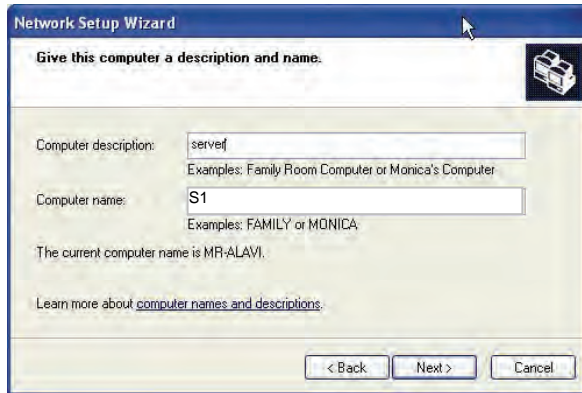 Network Setup Wizard
Give this computer a description and name.
Computer description: server
Examples: Family Room Computer or Monica's Computer
Computer name: S1
Examples: FAMILY or MONICA
The current computer name is MR-ALAVI.
Learn more about computer names and descriptions.
< Back Next > Cancel